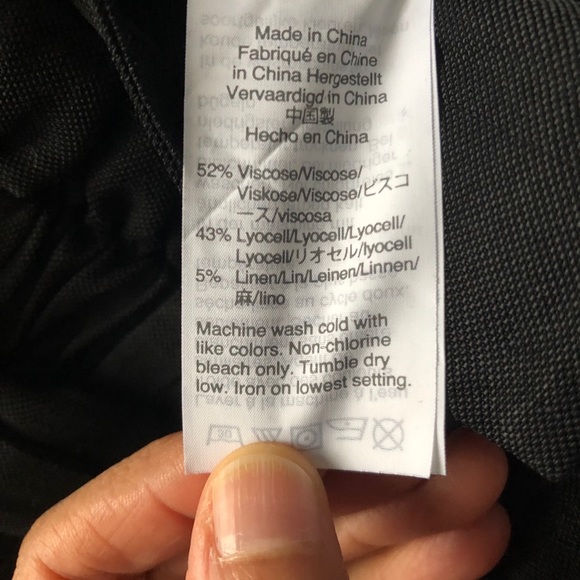 Made in China
Fabriqué en Chine
in China Hergestellt
Vervaardigd in China
中国製
Hecho en China
52% Viscose/Viscose/
Viskose/Viscose/ビスコ
ース/viscosa
43% Lyocell/Lyocell/Lyocell/
Lyocell/リオセル/lyocell
5% Linen/Lin/Leinen/Linnen/
麻/lino
Machine wash cold with
like colors. Non-chlorine
bleach only. Tumble dry
low. Iron on lowest setting.